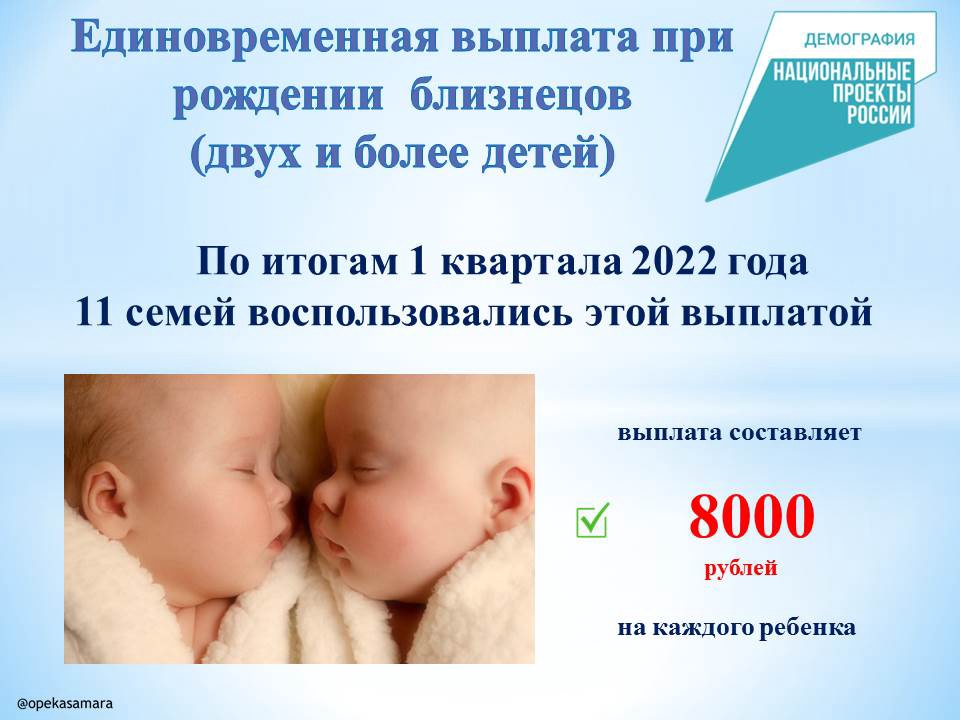 Единовременная выплата при
рождении близнецов
(двух и более детей)
ДЕМОГРАФИЯ
НАЦИОНАЛЬНЫЕ
ПРОЕКТЫ
РОССИИ
По итогам 1 квартала 2022 года
11 семей воспользовались этой выплатой
выплата составляет
8000
рублей
на каждого ребенка
@opekasamara